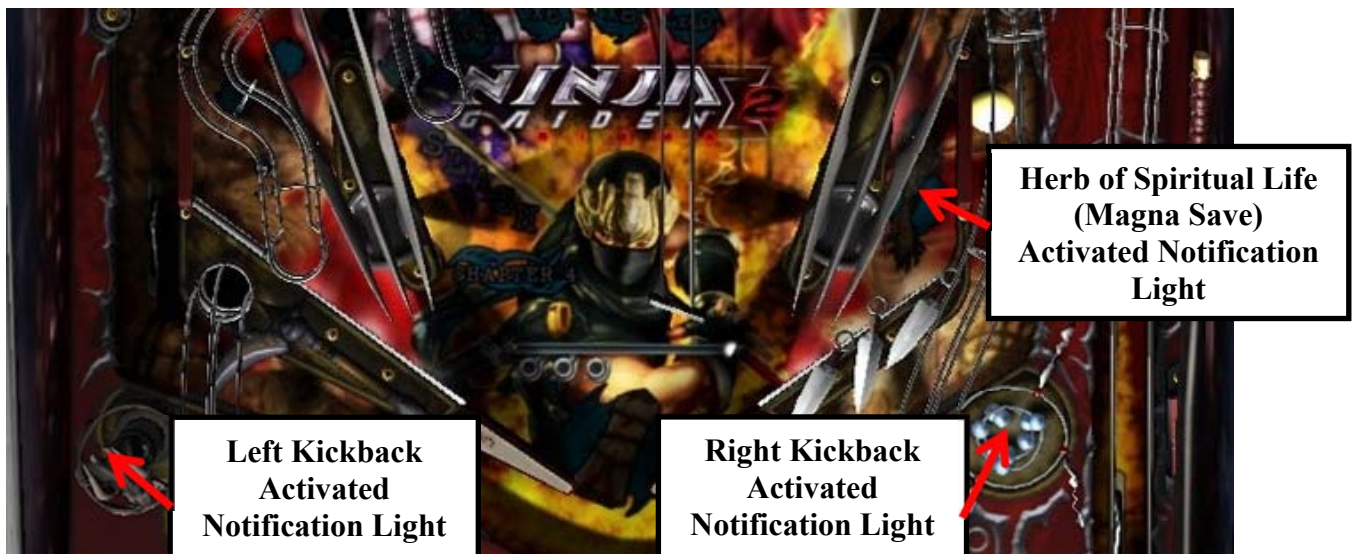 NINJA
GAIDEN 2
CHAPTER 4
Herb of Spiritual Life
(Magna Save)
Activated Notification
Light
Left Kickback
Activated
Notification Light
Right Kickback
Activated
Notification Light